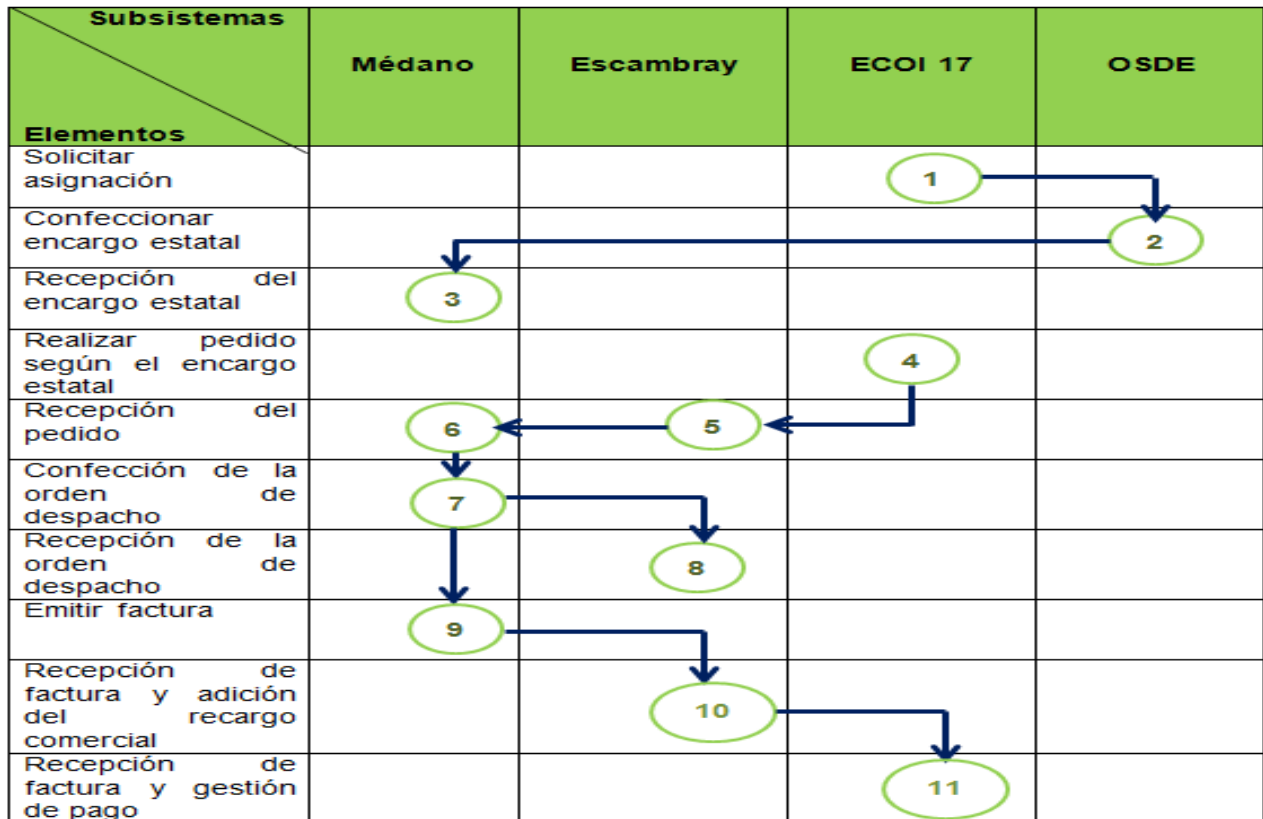 Subsistemas
Elementos
Médano
Escambray
ECOI 17
OSDE
Solicitar
asignación
1
Confeccionar
encargo estatal
2
Recepción del
encargo estatal
3
Realizar pedido
según el encargo
estatal
4
Recepción del
pedido
6
5
Confección de la
orden de
despacho
7
Recepción de la
orden de
despacho
8
Emitir factura
9
Recepción de
factura y adición
del recargo
comercial
10
Recepción de
factura y gestión
de pago
11